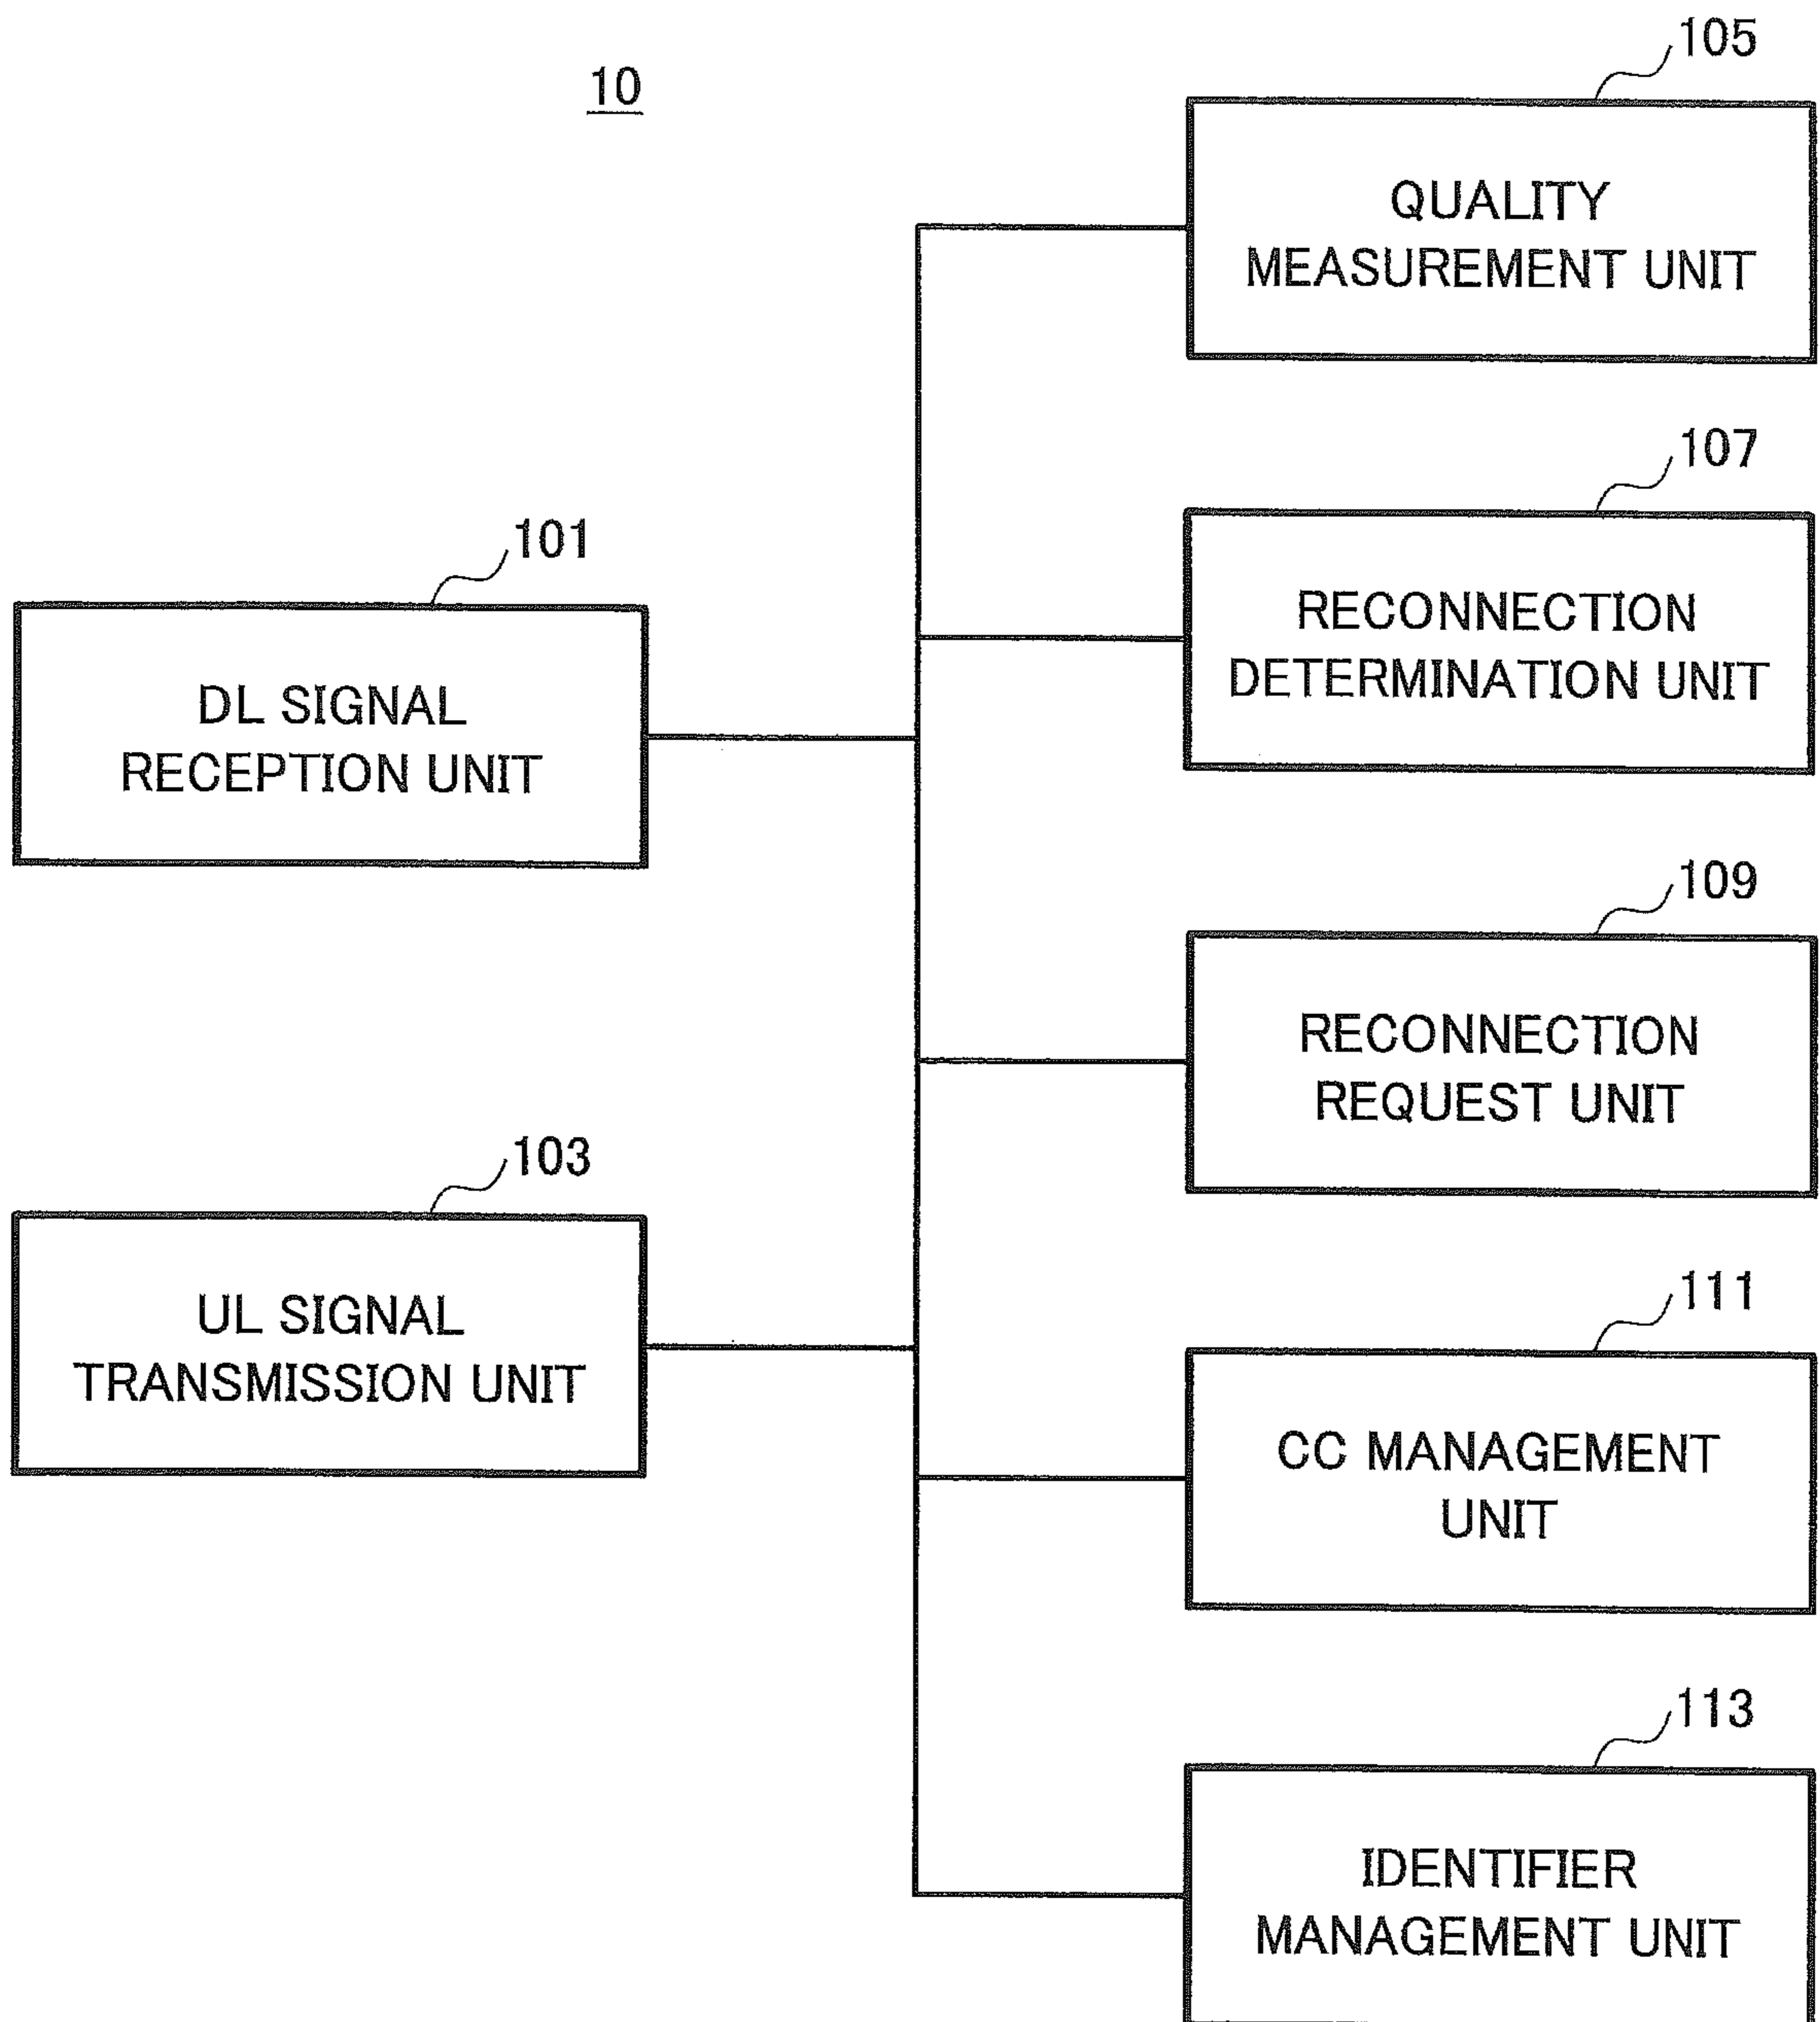 10
101
DL SIGNAL
RECEPTION UNIT
103
UL SIGNAL
TRANSMISSION UNIT
105
QUALITY
MEASUREMENT UNIT
107
RECONNECTION
DETERMINATION UNIT
109
RECONNECTION
REQUEST UNIT
111
CC MANAGEMENT
UNIT
113
IDENTIFIER
MANAGEMENT UNIT